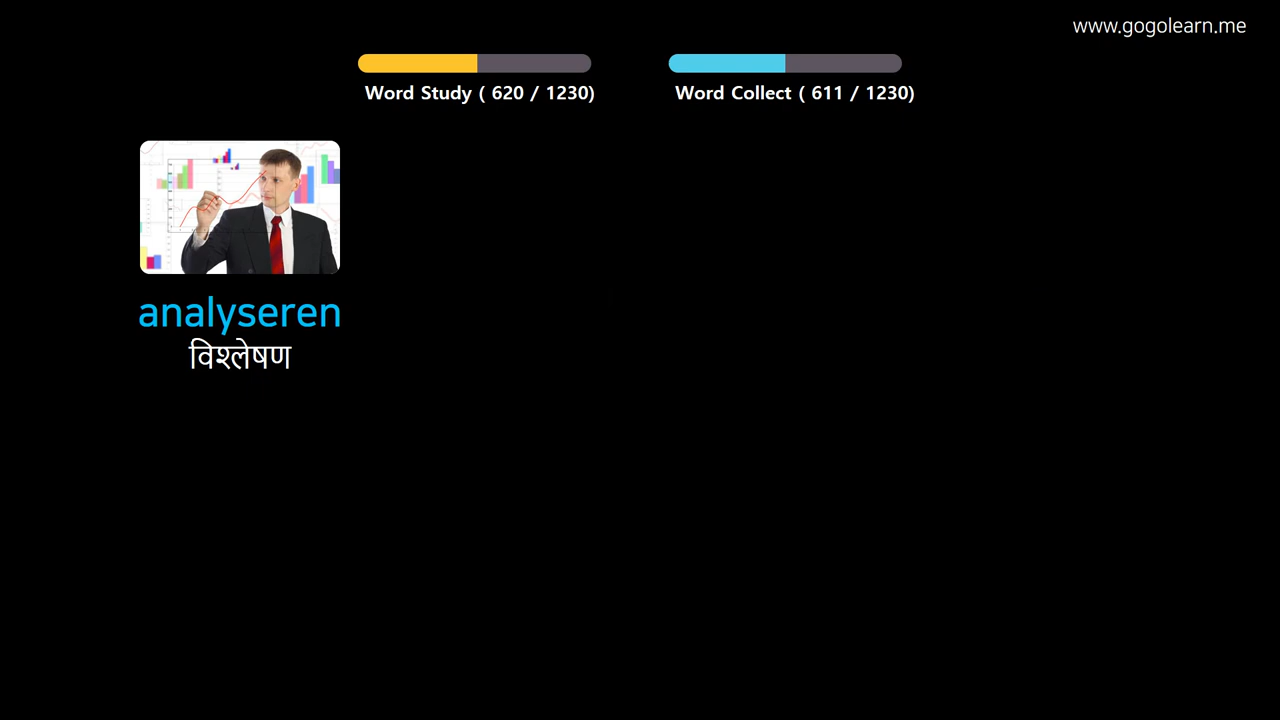 www.gogolearn.me
Word Study ( 620 / 1230)
Word Collect ( 611 / 1230)
analyseren
विश्लेषण